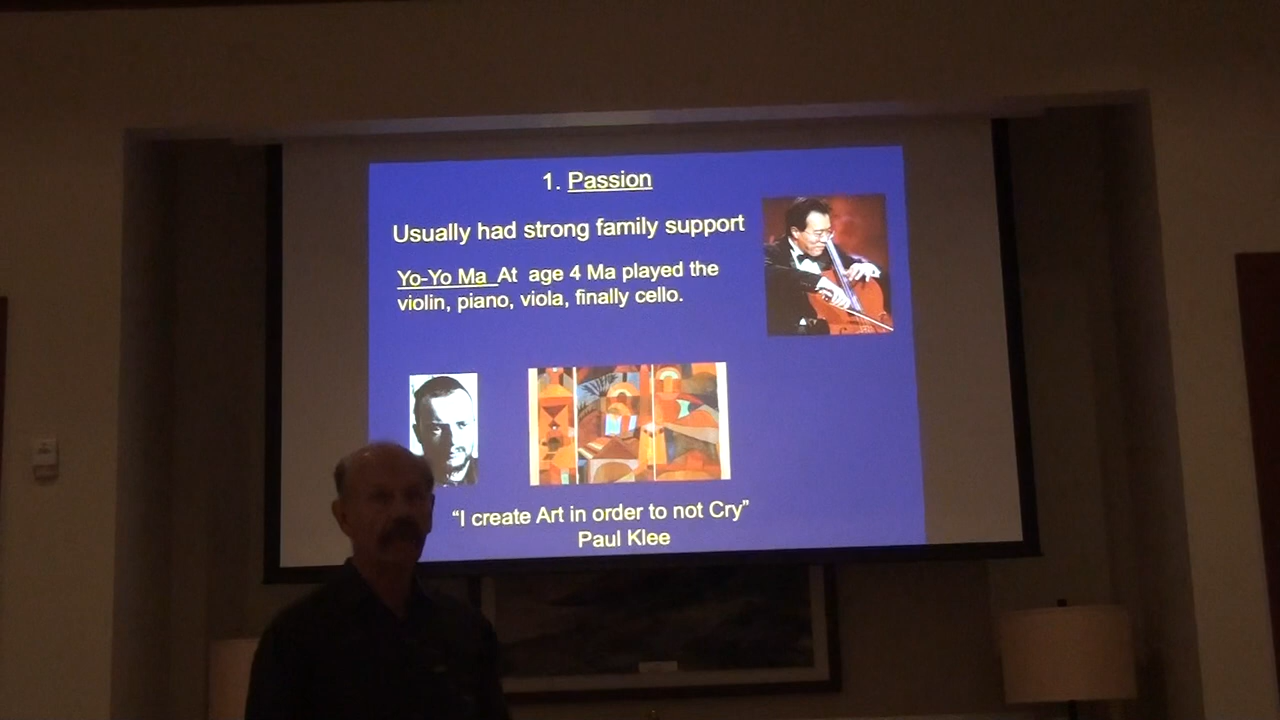 1. Passion
Usually had strong family support
Yo-Yo Ma At age 4 Ma played the
violin, piano, viola, finally cello.
“I create Art in order to not Cry”
Paul Klee